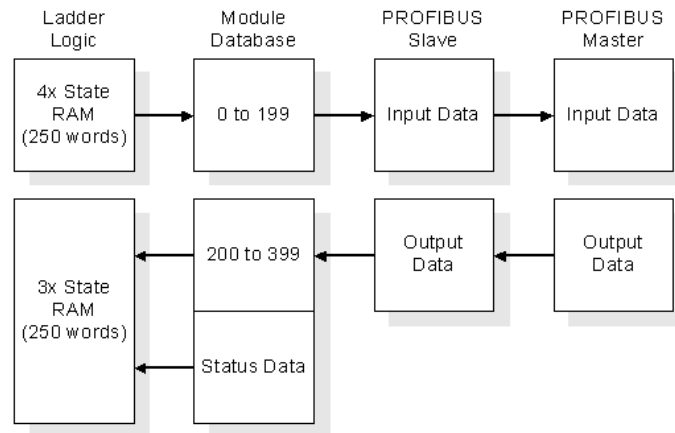 Ladder
Logic
Module
Database
PROFIBUS
Slave
PROFIBUS
Master
4x State
RAM
(250 words)
0 to 199
Input Data
Input Data
3x State
RAM
(250 words)
200 to 399
Output
Data
Output
Data
Status Data